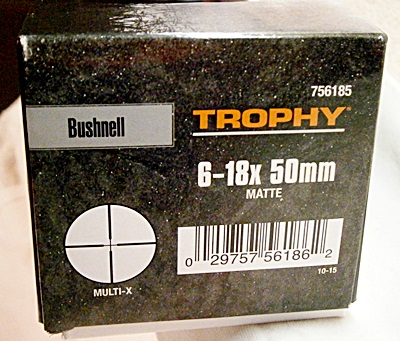 756185
Bushnell
TROPHY®
6-18x 50mm
MATTE
0 29757 56186 2
10-15
MULTI-X